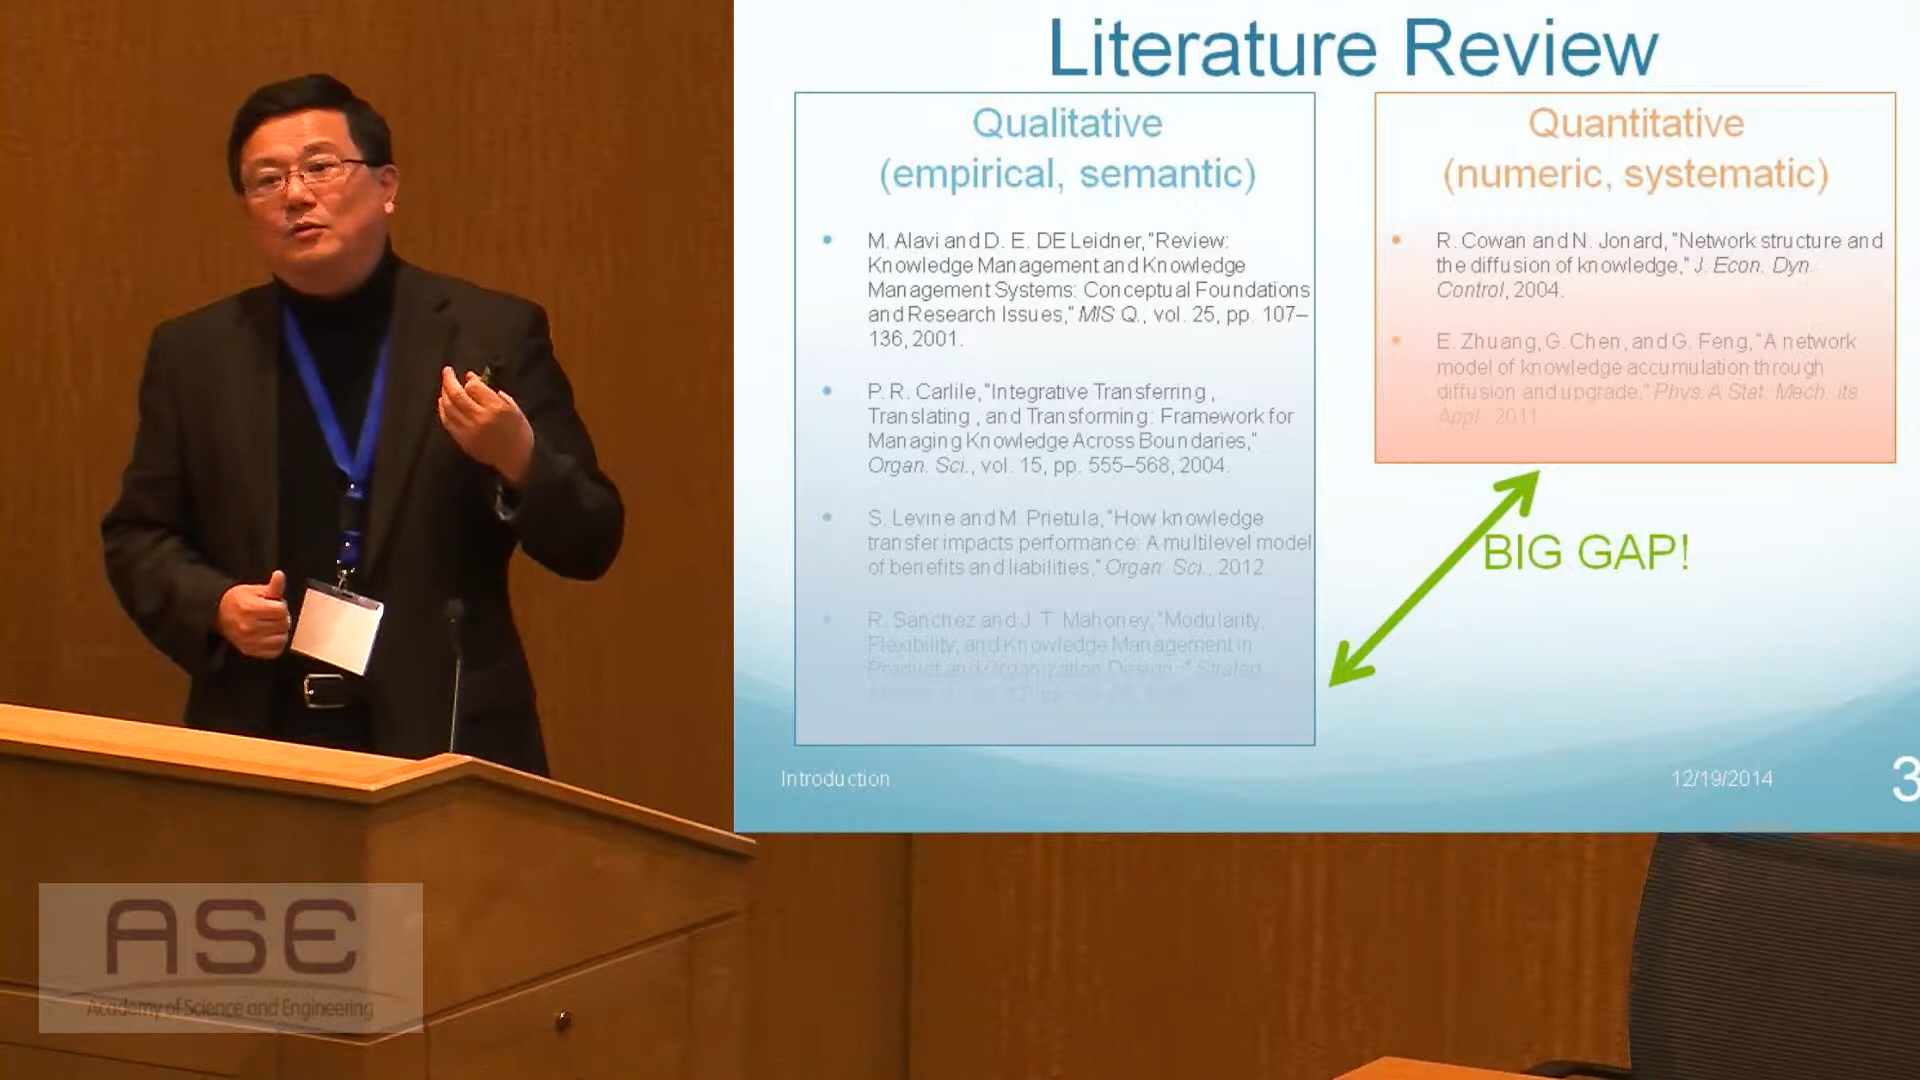 Literature Review
Qualitative
(empirical, semantic)
• M. Alavi and D. E. DE Leidner, "Review:
Knowledge Management and Knowledge
Management Systems: Conceptual Foundations
and Research Issues," MIS Q., vol. 25, pp. 107–
136, 2001.
• P. R. Carlile, "Integrative Transferring,
Translating, and Transforming: Framework for
Managing Knowledge Across Boundaries,"
Organ. Sci., vol. 15, pp. 555–568, 2004.
• S. Levine and M. Prietula, "How knowledge
transfer impacts performance: A multilevel model
of benefits and liabilities," Organ. Sci., 2012
• R. Sanchez and J. T. Mahoney, "Modularity,
Flexibility, and Knowledge Management in
Product and Organization Design," Strateg.
Quantitative
(numeric, systematic)
• R. Cowan and N. Jonard, "Network structure and
the diffusion of knowledge," J. Econ. Dyn.
Control, 2004.
• E. Zhuang, G. Chen, and G. Feng, "A network
model of knowledge accumulation through
diffusion and upgrade," Phys. A Stat. Mech. its
Appl. 2011
BIG GAP!
Introduction
12/19/2014
3
ASE
Academy of Science and Engineering